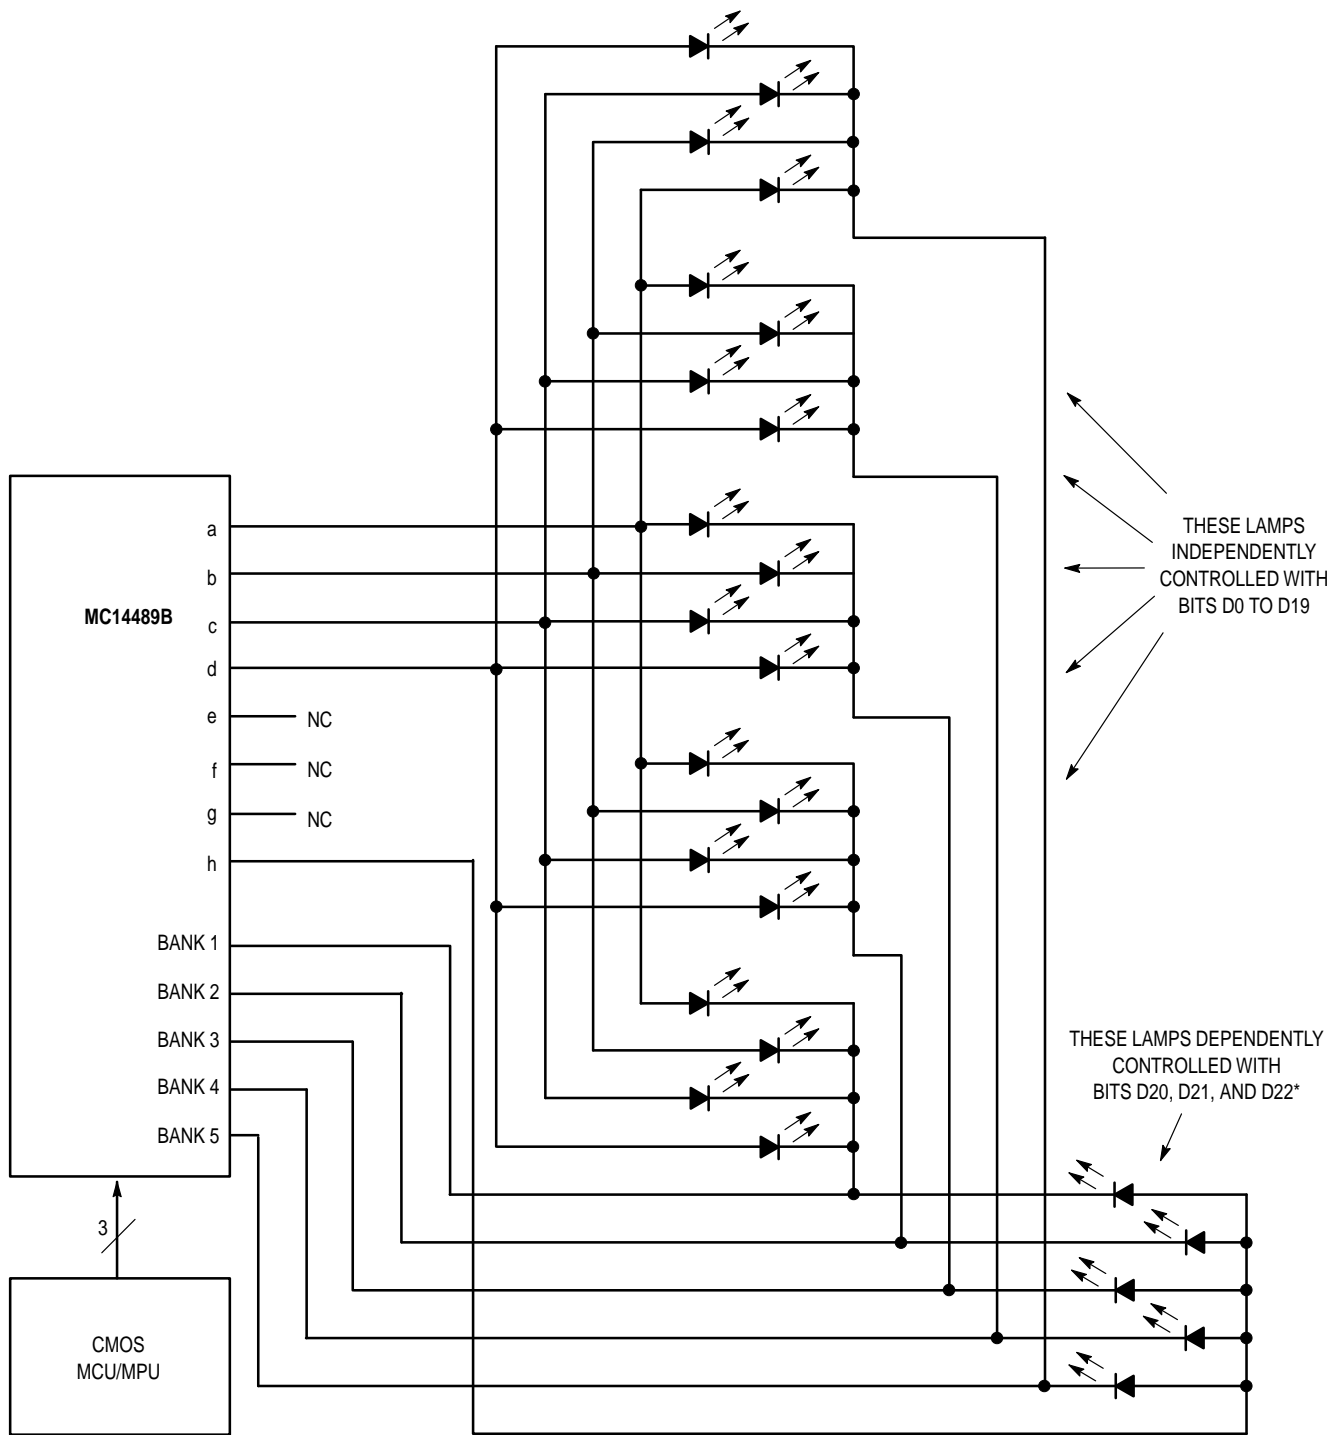 a
THESE LAMPS
INDEPENDENTLY
CONTROLLED WITH
BITS D0 TO D19
b
MC14489B
c
d
e
NC
f
NC
g
NC
h
BANK 1
BANK 2
BANK 3
BANK 4
BANK 5
THESE LAMPS DEPENDENTLY
CONTROLLED WITH
BITS D20, D21, AND D22*
3
CMOS
MCU/MPU